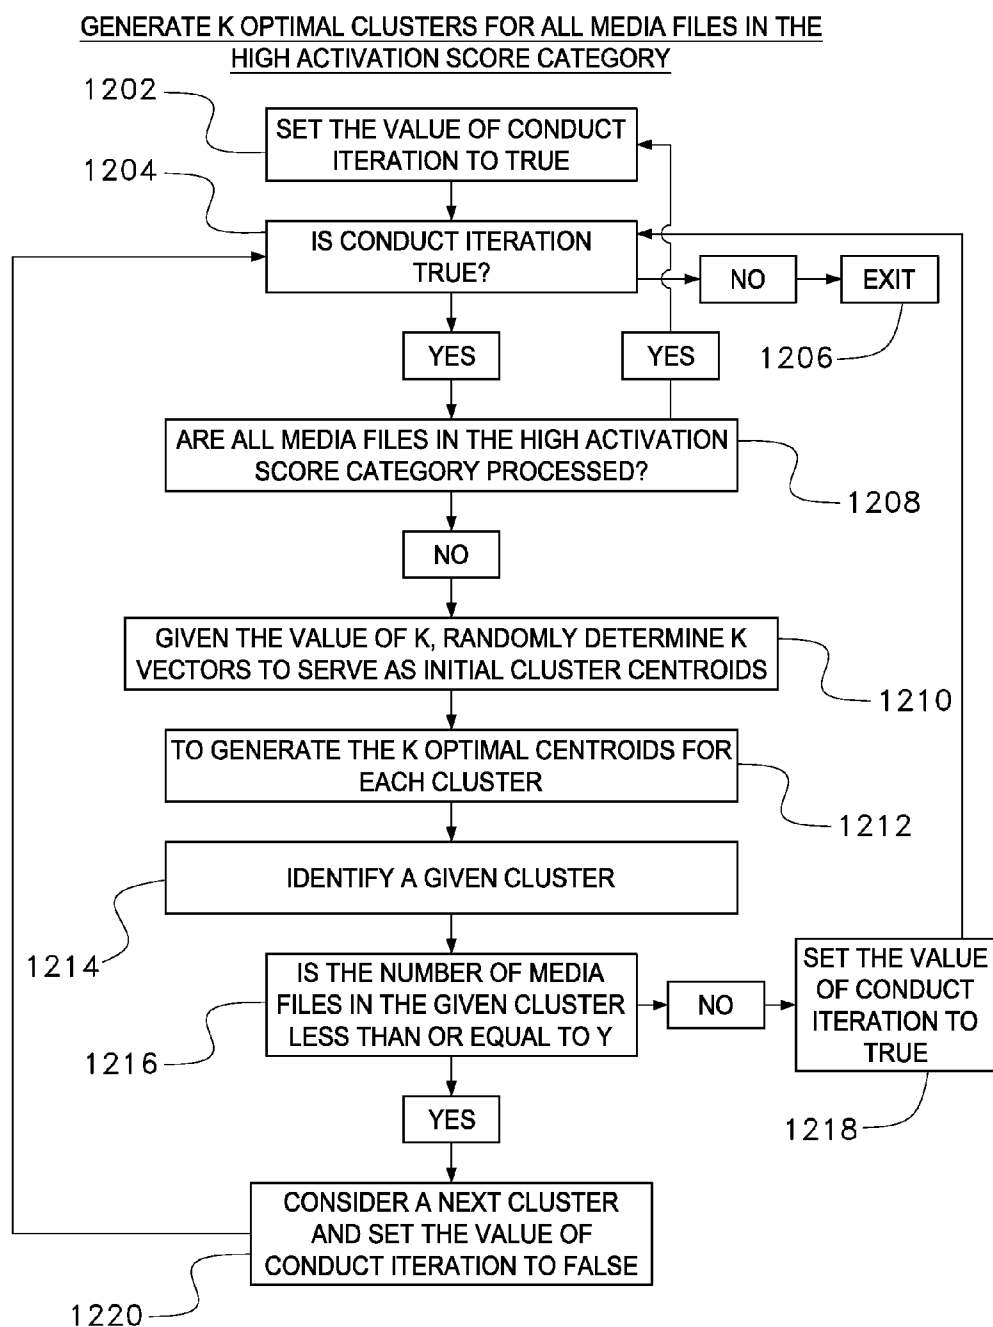 GENERATE K OPTIMAL CLUSTERS FOR ALL MEDIA FILES IN THE
HIGH ACTIVATION SCORE CATEGORY
1202
SET THE VALUE OF CONDUCT
ITERATION TO TRUE
1204
IS CONDUCT ITERATION
TRUE?
NO
EXIT
1206
YES
YES
ARE ALL MEDIA FILES IN THE HIGH ACTIVATION
SCORE CATEGORY PROCESSED?
1208
NO
GIVEN THE VALUE OF K, RANDOMLY DETERMINE K
VECTORS TO SERVE AS INITIAL CLUSTER CENTROIDS
1210
TO GENERATE THE K OPTIMAL CENTROIDS FOR
EACH CLUSTER
1212
IDENTIFY A GIVEN CLUSTER
1214
IS THE NUMBER OF MEDIA
FILES IN THE GIVEN CLUSTER
LESS THAN OR EQUAL TO Y
1216
NO
SET THE VALUE
OF CONDUCT
ITERATION TO
TRUE
1218
YES
CONSIDER A NEXT CLUSTER
AND SET THE VALUE OF
CONDUCT ITERATION TO FALSE
1220